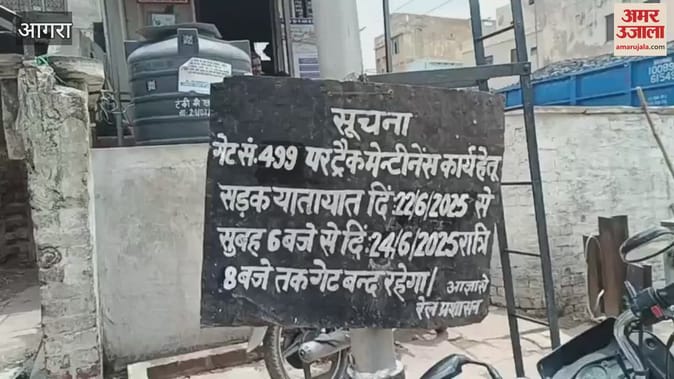 आगरा
अमर
उजाला
amarujala.com
सूचना
गेट सं. 499 पर ट्रैक मेन्टीनेंस कार्य हेतू
सड़क यातायात दिं: 22/6/2025 से
सुबह 6 बजे से दिं: 24/6/2025 रात्रि
8 बजे तक गेट बन्द रहेगा।
आज्ञा से
रेल प्रशासन
टंकी की स